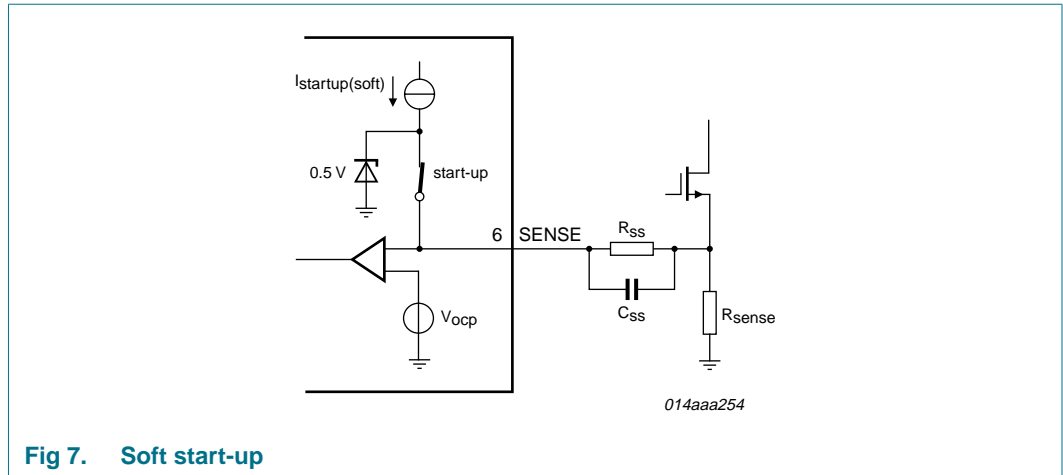 Istartup(soft)
0.5 V
start-up
6 SENSE
Rss
Css
Vocp
Rsense
014aaa254
Fig 7. Soft start-up